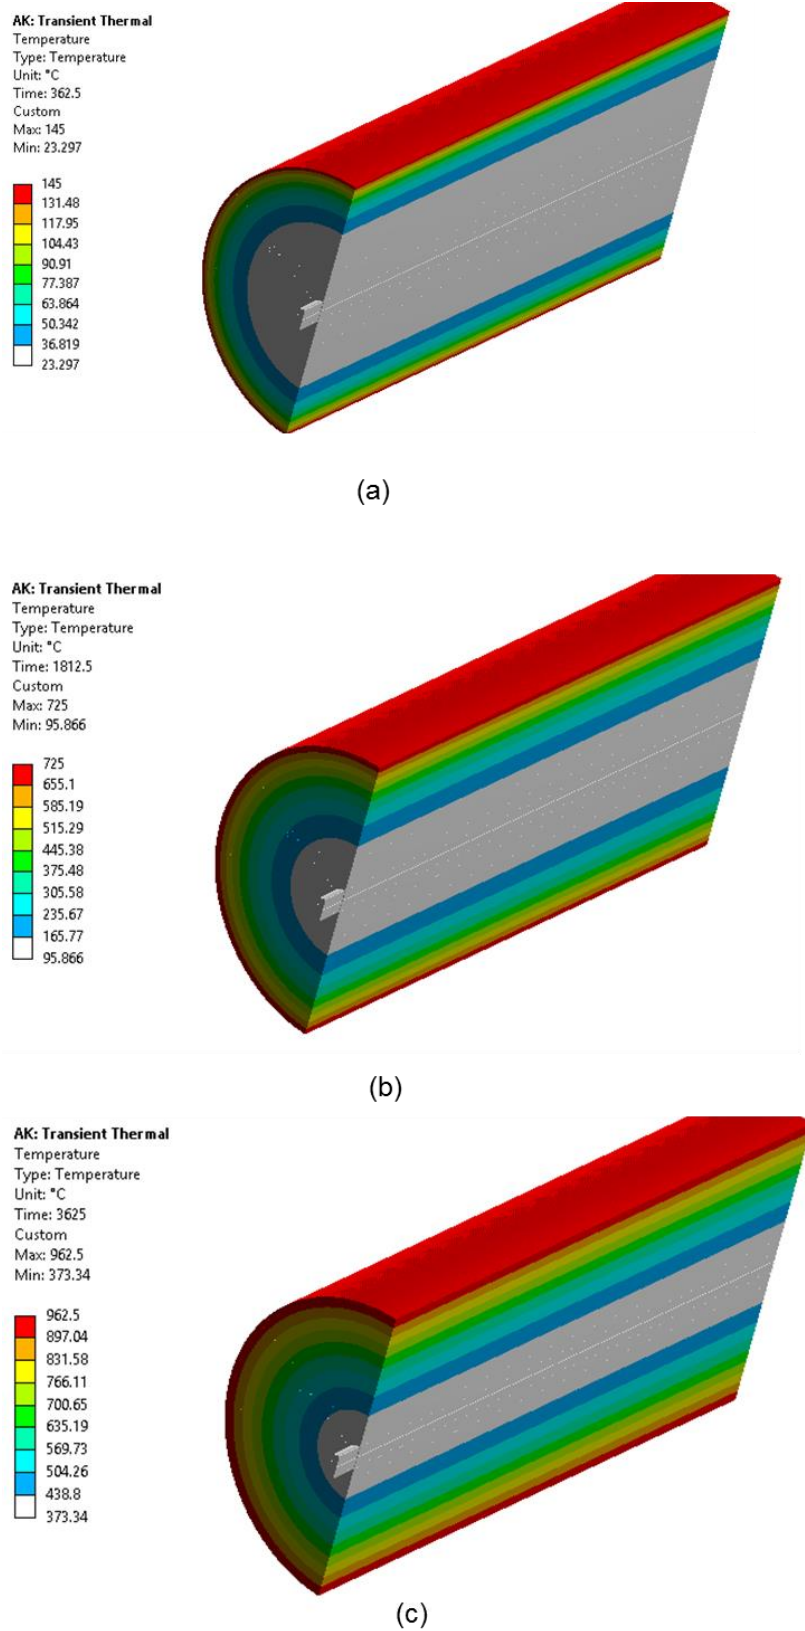 AK: Transient Thermal
Temperature
Type: Temperature
Unit: °C
Time: 362.5
Custom
Max: 145
Min: 23.297
145
131.48
117.95
104.43
90.91
77.387
63.864
50.342
36.819
23.297
(a)
AK: Transient Thermal
Temperature
Type: Temperature
Unit: °C
Time: 1812.5
Custom
Max: 725
Min: 95.866
725
655.1
585.19
515.29
445.38
375.48
305.58
235.67
165.77
95.866
(b)
AK: Transient Thermal
Temperature
Type: Temperature
Unit: °C
Time: 3625
Custom
Max: 962.5
Min: 373.34
962.5
897.04
831.58
766.11
700.65
635.19
569.73
504.26
438.8
373.34
(c)